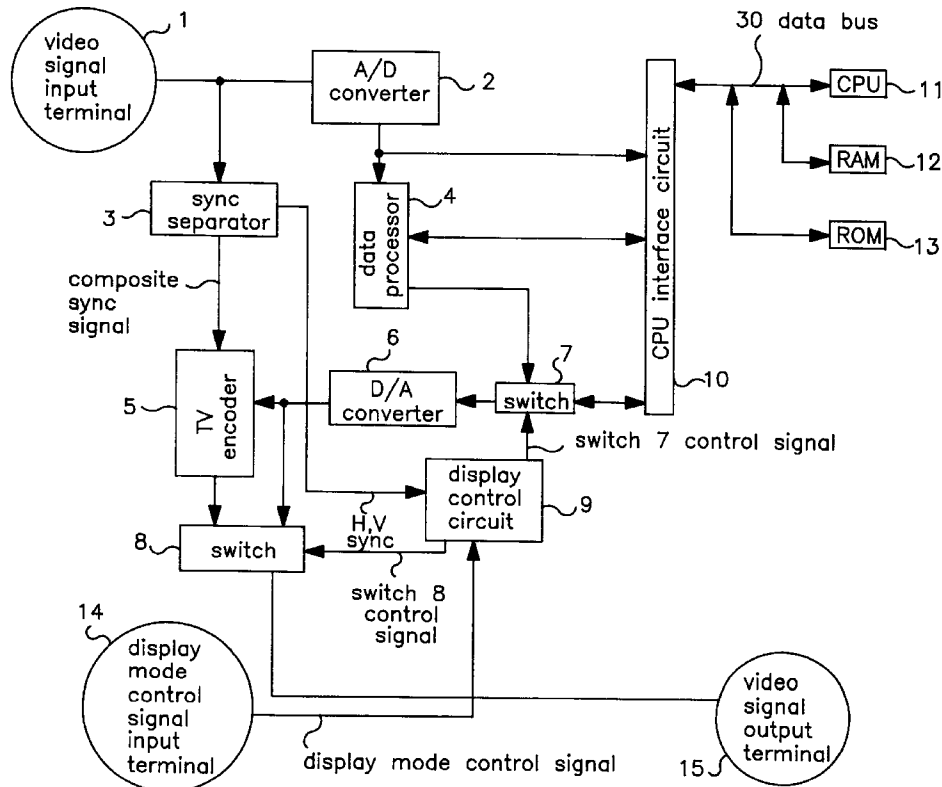 1
video
signal
input
terminal
A/D
converter
2
30 data bus
CPU
11
RAM
12
ROM
13
CPU interface circuit
10
sync
separator
3
data
processor
4
composite
sync
signal
TV
encoder
5
6
D/A
converter
7
switch
switch 7 control signal
display
control
circuit
9
H,V
sync
8
switch
switch 8
control
signal
14
display
mode
control
signal
input
terminal
display mode control signal
video
signal
output
terminal
15